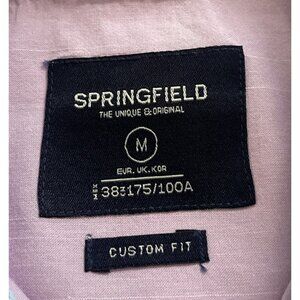 SPRINGFIELD
THE UNIQUE & ORIGINAL
M
EUR. UK. KOR
38 175/100A
CUSTOM FIT